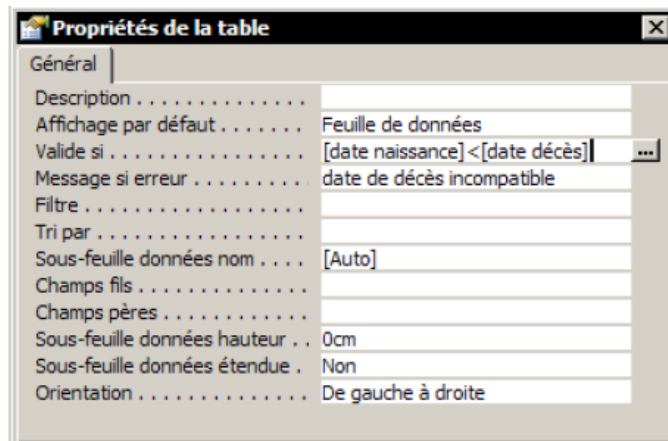 Propriétés de la table
Général
Description . . . . . . . . . . . . . . .
Affichage par défaut . . . . . . . Feuille de données
Valide si . . . . . . . . . . . . . . . . . [date naissance]<[date décès] ...
Message si erreur . . . . . . . . . . date de décès incompatible
Filtre . . . . . . . . . . . . . . . . . . . .
Tri par . . . . . . . . . . . . . . . . . .
Sous-feuille données nom . . . . [Auto]
Champs fils . . . . . . . . . . . . . . .
Champs pères . . . . . . . . . . . . .
Sous-feuille données hauteur . . 0cm
Sous-feuille données étendue . Non
Orientation . . . . . . . . . . . . . . . De gauche à droite